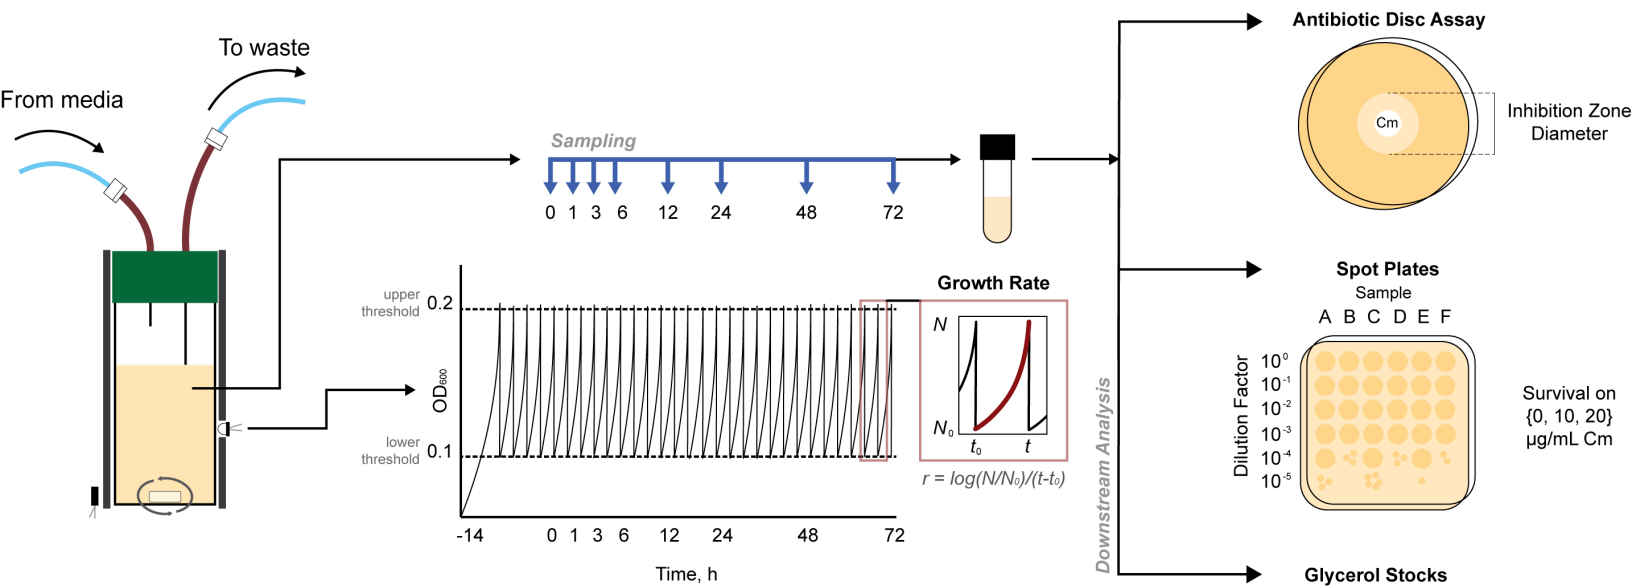 From media
To waste
Sampling
0 1 3 6 12 24 48 72
upper
threshold
0.2
OD600
lower
threshold
0.1
-14 0 1 3 6 12 24 48 72
Time, h
Growth Rate
N
N0
t0 t
r = log(N/N0)/(t-t0)
Downstream Analysis
Antibiotic Disc Assay
Cm
Inhibition Zone
Diameter
Spot Plates
Sample
A B C D E F
Dilution Factor
10^0
10^-1
10^-2
10^-3
10^-4
10^-5
Survival on
{0, 10, 20}
µg/mL Cm
Glycerol Stocks